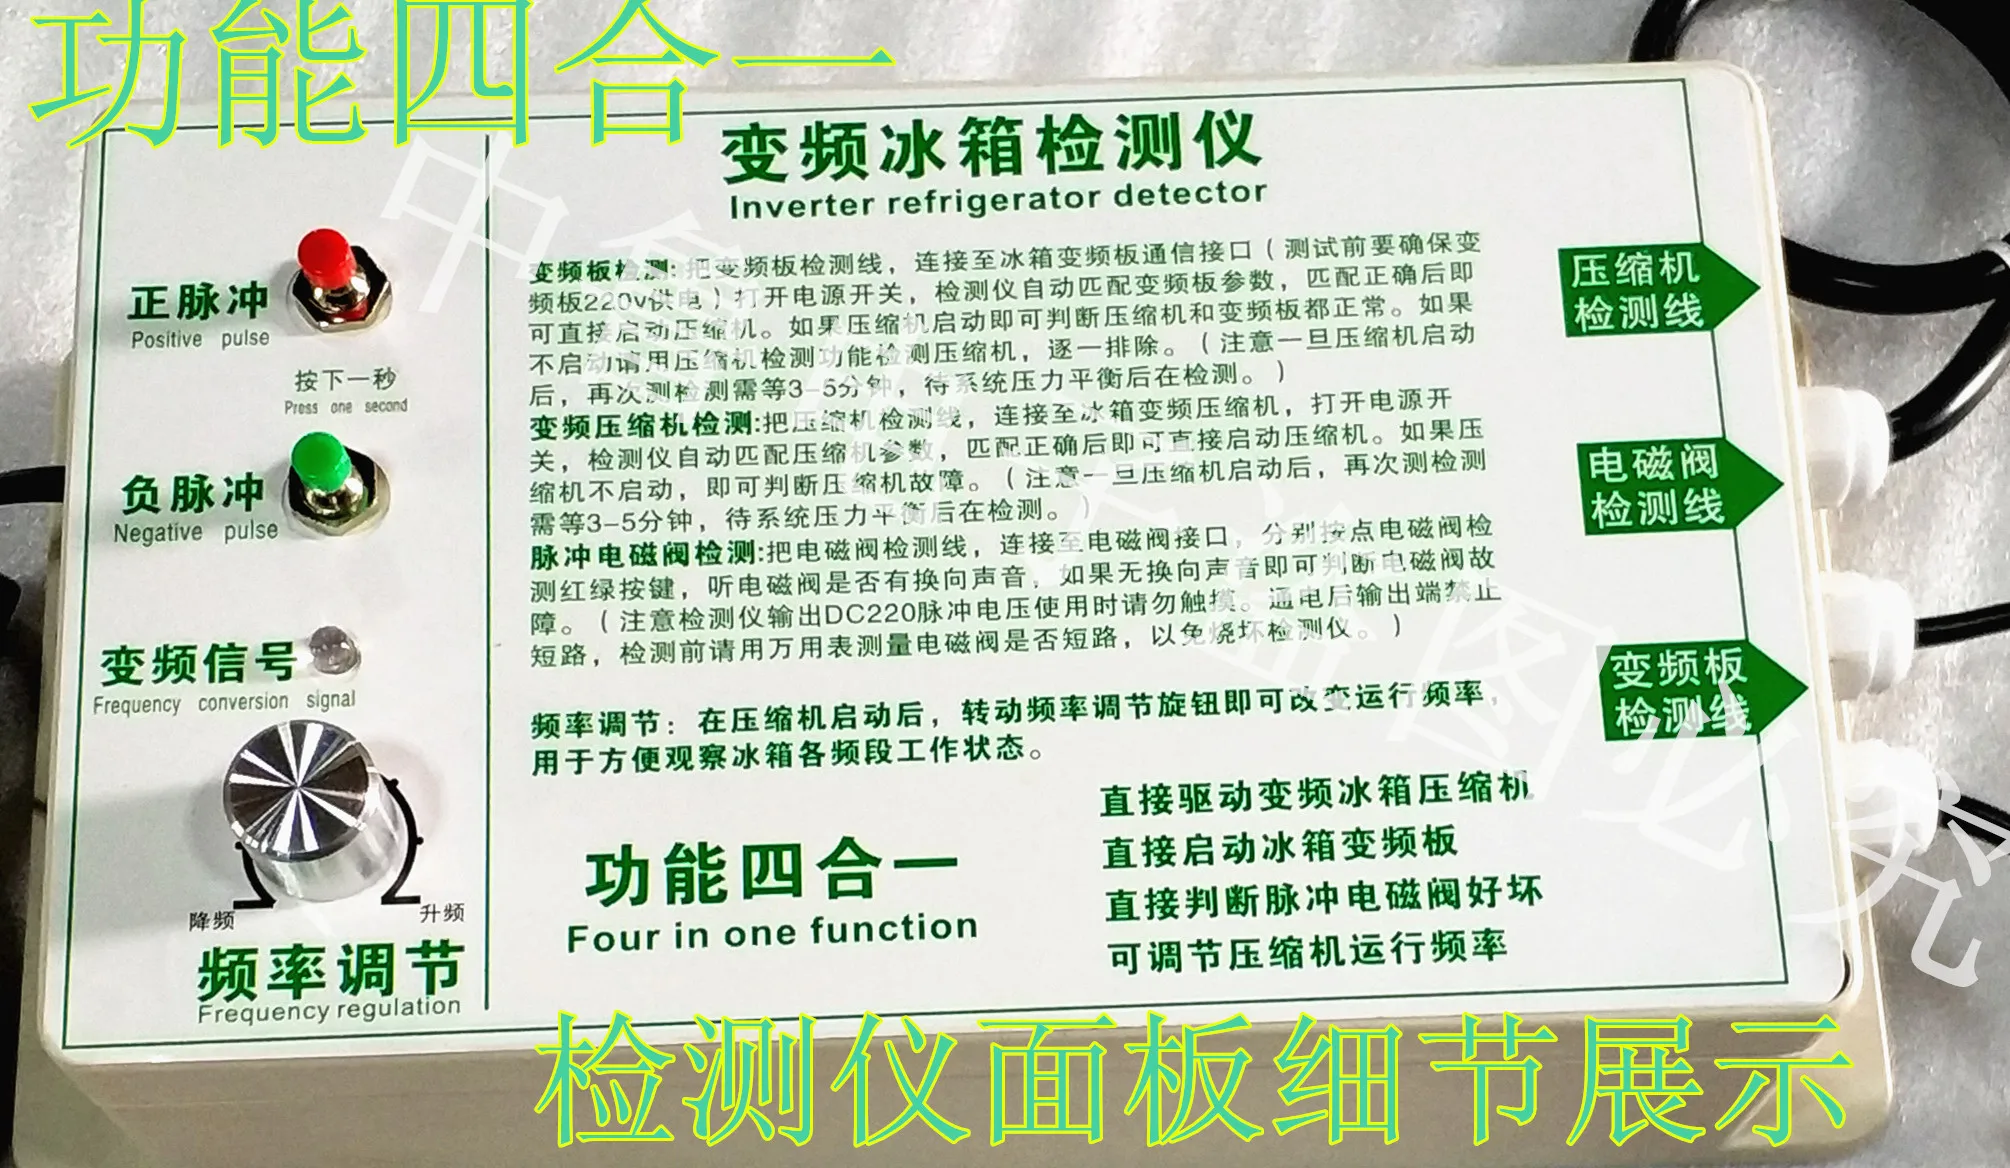 功能四合一
变频冰箱检测仪
Inverter refrigerator detector
正脉冲
Positive pulse
按下一秒
Press one second
负脉冲
Negative pulse
变频信号
Frequency conversion signal
降频
升频
频率调节
Frequency regulation
变频板检测:把变频板检测线，连接至冰箱变频板通信接口（测试前要确保变
频板220v供电）打开电源开关，检测仪自动匹配变频板参数，匹配正确后即
可直接启动压缩机。如果压缩机启动即可判断压缩机和变频板都正常。如果
不启动请用压缩机检测功能检测压缩机，逐一排除。（注意一旦压缩机启动
后，再次测检测需等3-5分钟，待系统压力平衡后在检测。）
变频压缩机检测:把压缩机检测线，连接至冰箱变频压缩机，打开电源开
关，检测仪自动匹配压缩机参数，匹配正确后即可直接启动压缩机。如果压
缩机不启动，即可判断压缩机故障。（注意一旦压缩机启动后，再次测检测
需等3-5分钟，待系统压力平衡后在检测。）
脉冲电磁阀检测:把电磁阀检测线，连接至电磁阀接口，分别按点电磁阀检
测红绿按键，听电磁阀是否有换向声音，如果无换向声音即可判断电磁阀故
障。（注意检测仪输出DC220脉冲电压使用时请勿触摸。通电后输出端禁止
短路，检测前请用万用表测量电磁阀是否短路，以免烧坏检测仪。）
频率调节：在压缩机启动后，转动频率调节旋钮即可改变运行频率，
用于方便观察冰箱各频段工作状态。
功能四合一
Four in one function
直接驱动变频冰箱压缩机
直接启动冰箱变频板
直接判断脉冲电磁阀好坏
可调节压缩机运行频率
压缩机
检测线
电磁阀
检测线
变频板
检测线
检测仪面板细节展示